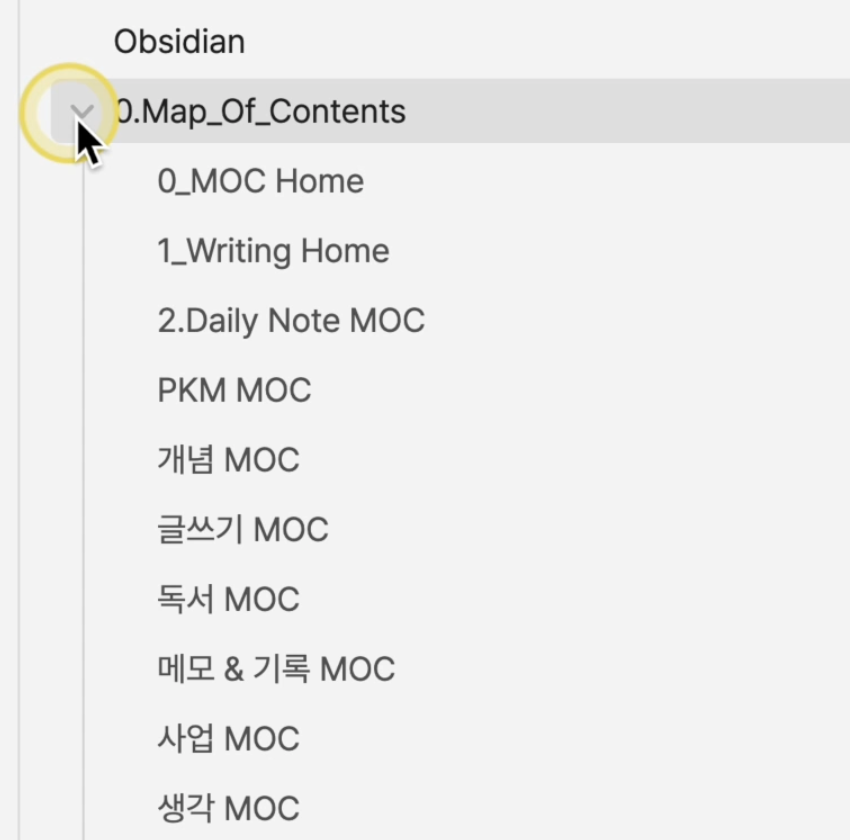 Obsidian
0.Map_Of_Contents
0_MOC Home
1_Writing Home
2.Daily Note MOC
PKM MOC
개념 MOC
글쓰기 MOC
독서 MOC
메모 & 기록 MOC
사업 MOC
생각 MOC